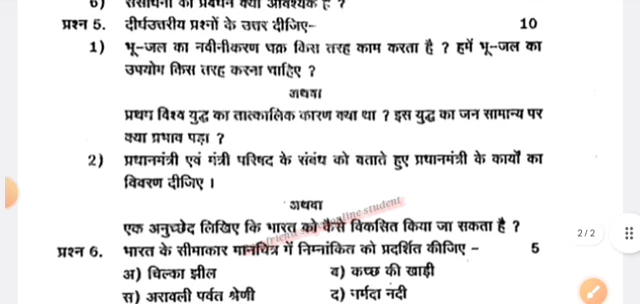 6) संसाधनों का प्रबंधन क्यों आवश्यक है ?
प्रश्न 5. दीर्घउत्तरीय प्रश्नों के उत्तर दीजिए– 10
1) भू–जल का नवीनीकरण चक्र किस तरह काम करता है ? हमें भू–जल का
उपयोग किस तरह करना चाहिए ?
अथवा
प्रथम विश्व युद्ध का तात्कालिक कारण क्या था ? इस युद्ध का जन सामान्य पर
क्या प्रभाव पड़ा ?
2) प्रधानमंत्री एवं मंत्री परिषद के संबंध को बताते हुए प्रधानमंत्री के कार्यों का
विवरण दीजिए ।
अथवा
online student
एक अनुच्छेद लिखिए कि भारत को कैसे विकसित किया जा सकता है ?
2/2
प्रश्न 6. भारत के सीमाकार मानचित्र में निम्नांकित को प्रदर्शित कीजिए – 5
अ) चिल्का झील ब) कच्छ की खाड़ी
स) अरावली पर्वत श्रेणी द) नर्मदा नदी